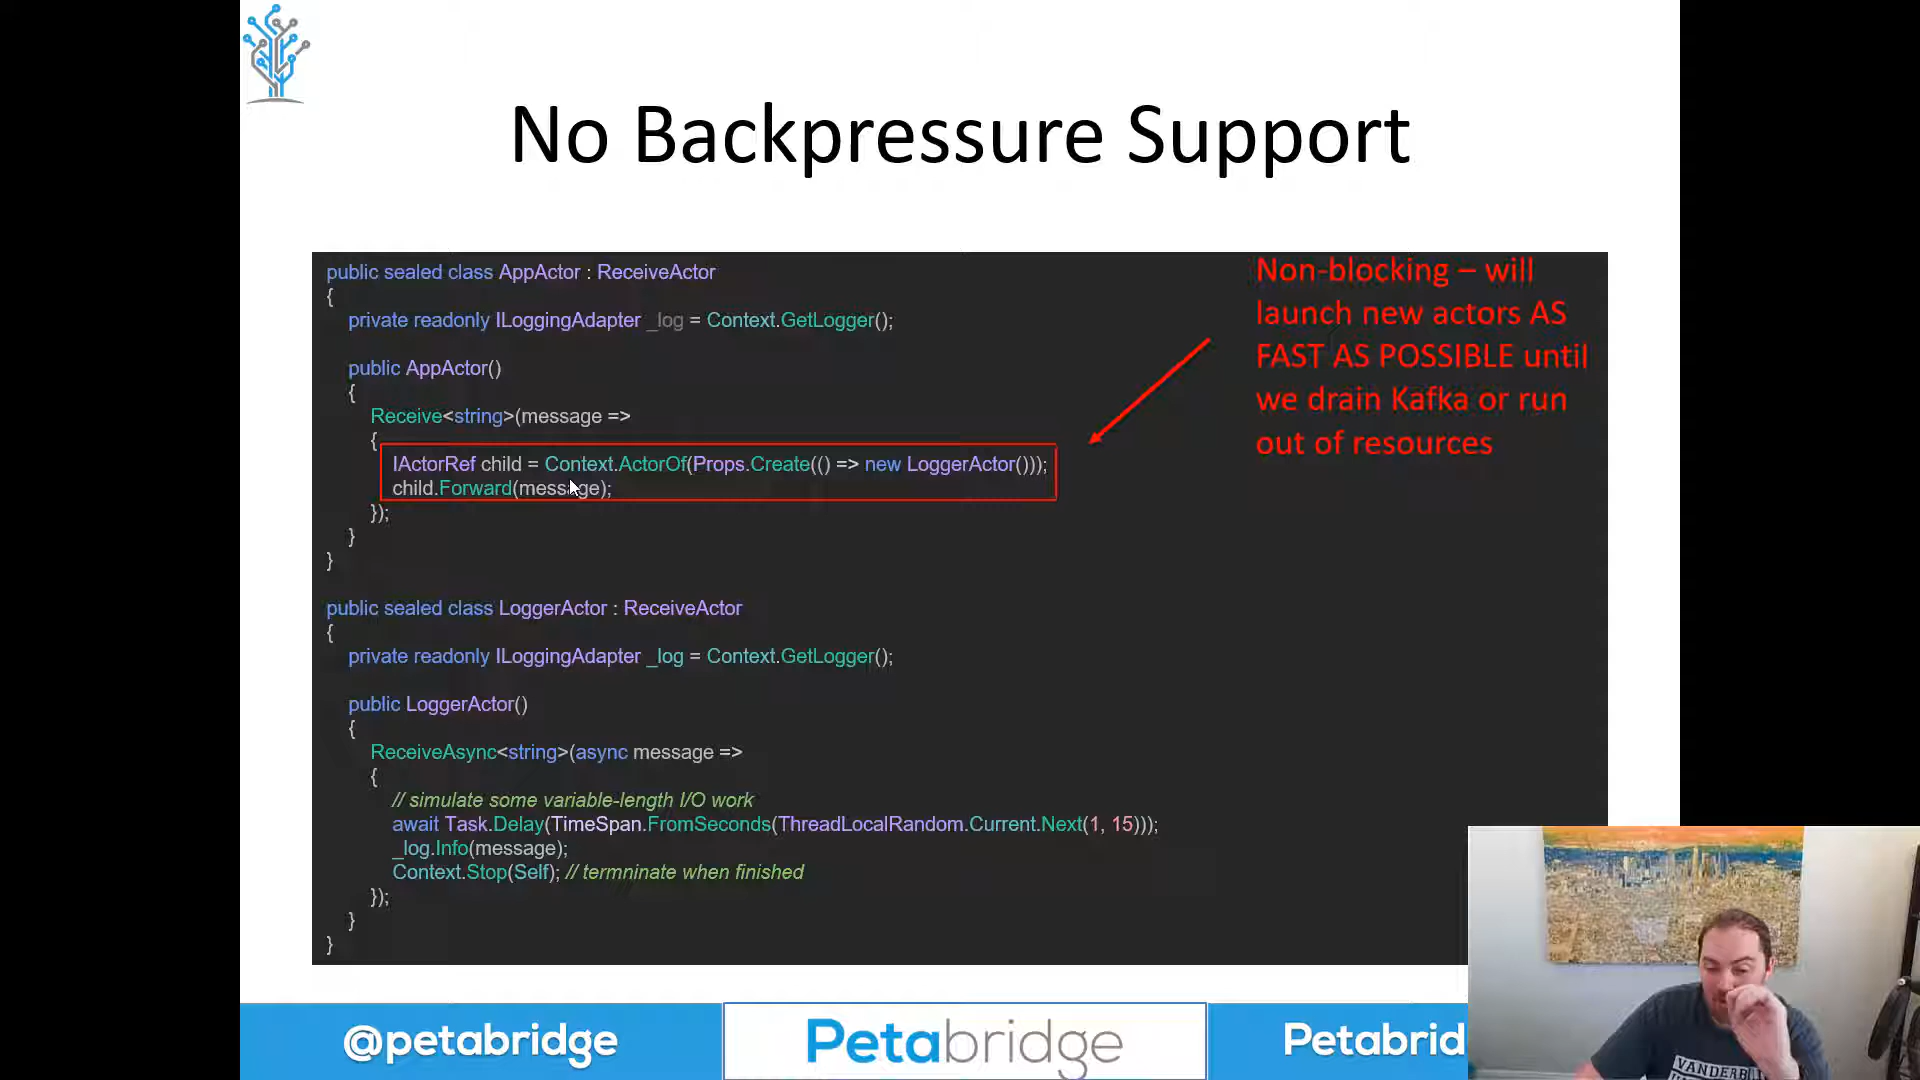 No Backpressure Support
public sealed class AppActor : ReceiveActor
{
private readonly ILoggingAdapter _log = Context.GetLogger();
public AppActor()
{
Receive<string>(message =>
{
IActorRef child = Context.ActorOf(Props.Create(() => new LoggerActor()));
child.Forward(message);
});
}
}
public sealed class LoggerActor : ReceiveActor
{
private readonly ILoggingAdapter _log = Context.GetLogger();
public LoggerActor()
{
ReceiveAsync<string>(async message =>
{
// simulate some variable-length I/O work
await Task.Delay(TimeSpan.FromSeconds(ThreadLocalRandom.Current.Next(1, 15)));
_log.Info(message);
Context.Stop(Self); // termninate when finished
});
}
}
Non-blocking – will
launch new actors AS
FAST AS POSSIBLE until
we drain Kafka or run
out of resources
@petabridge
Petabridge
Petabrid